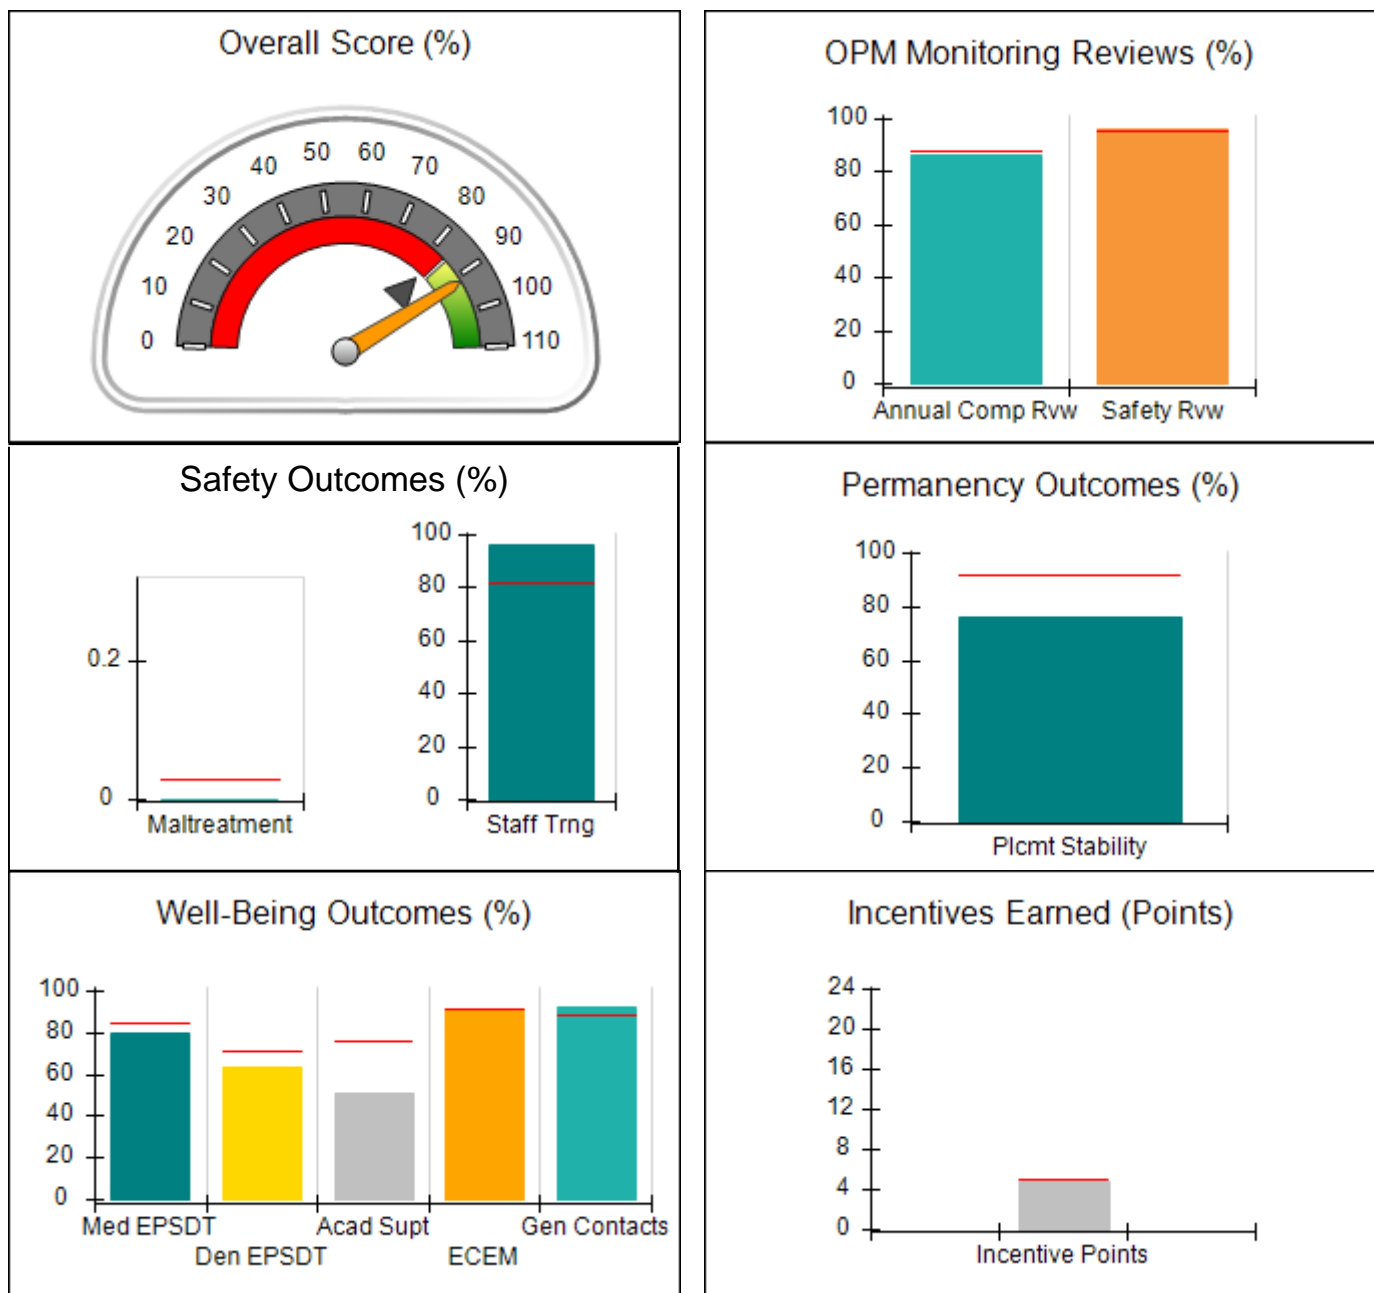 Overall Score (%)
0
10
20
30
40
50
60
70
80
90
100
110
OPM Monitoring Reviews (%)
100
80
60
40
20
0
Annual Comp Rvw
Safety Rvw
Safety Outcomes (%)
0.2
0
Maltreatment
100
80
60
40
20
0
Staff Trng
Permanency Outcomes (%)
100
80
60
40
20
0
Plcmt Stability
Well-Being Outcomes (%)
100
80
60
40
20
0
Med EPSDT
Den EPSDT
Acad Supt
ECEM
Gen Contacts
Incentives Earned (Points)
24
20
16
12
8
4
0
Incentive Points